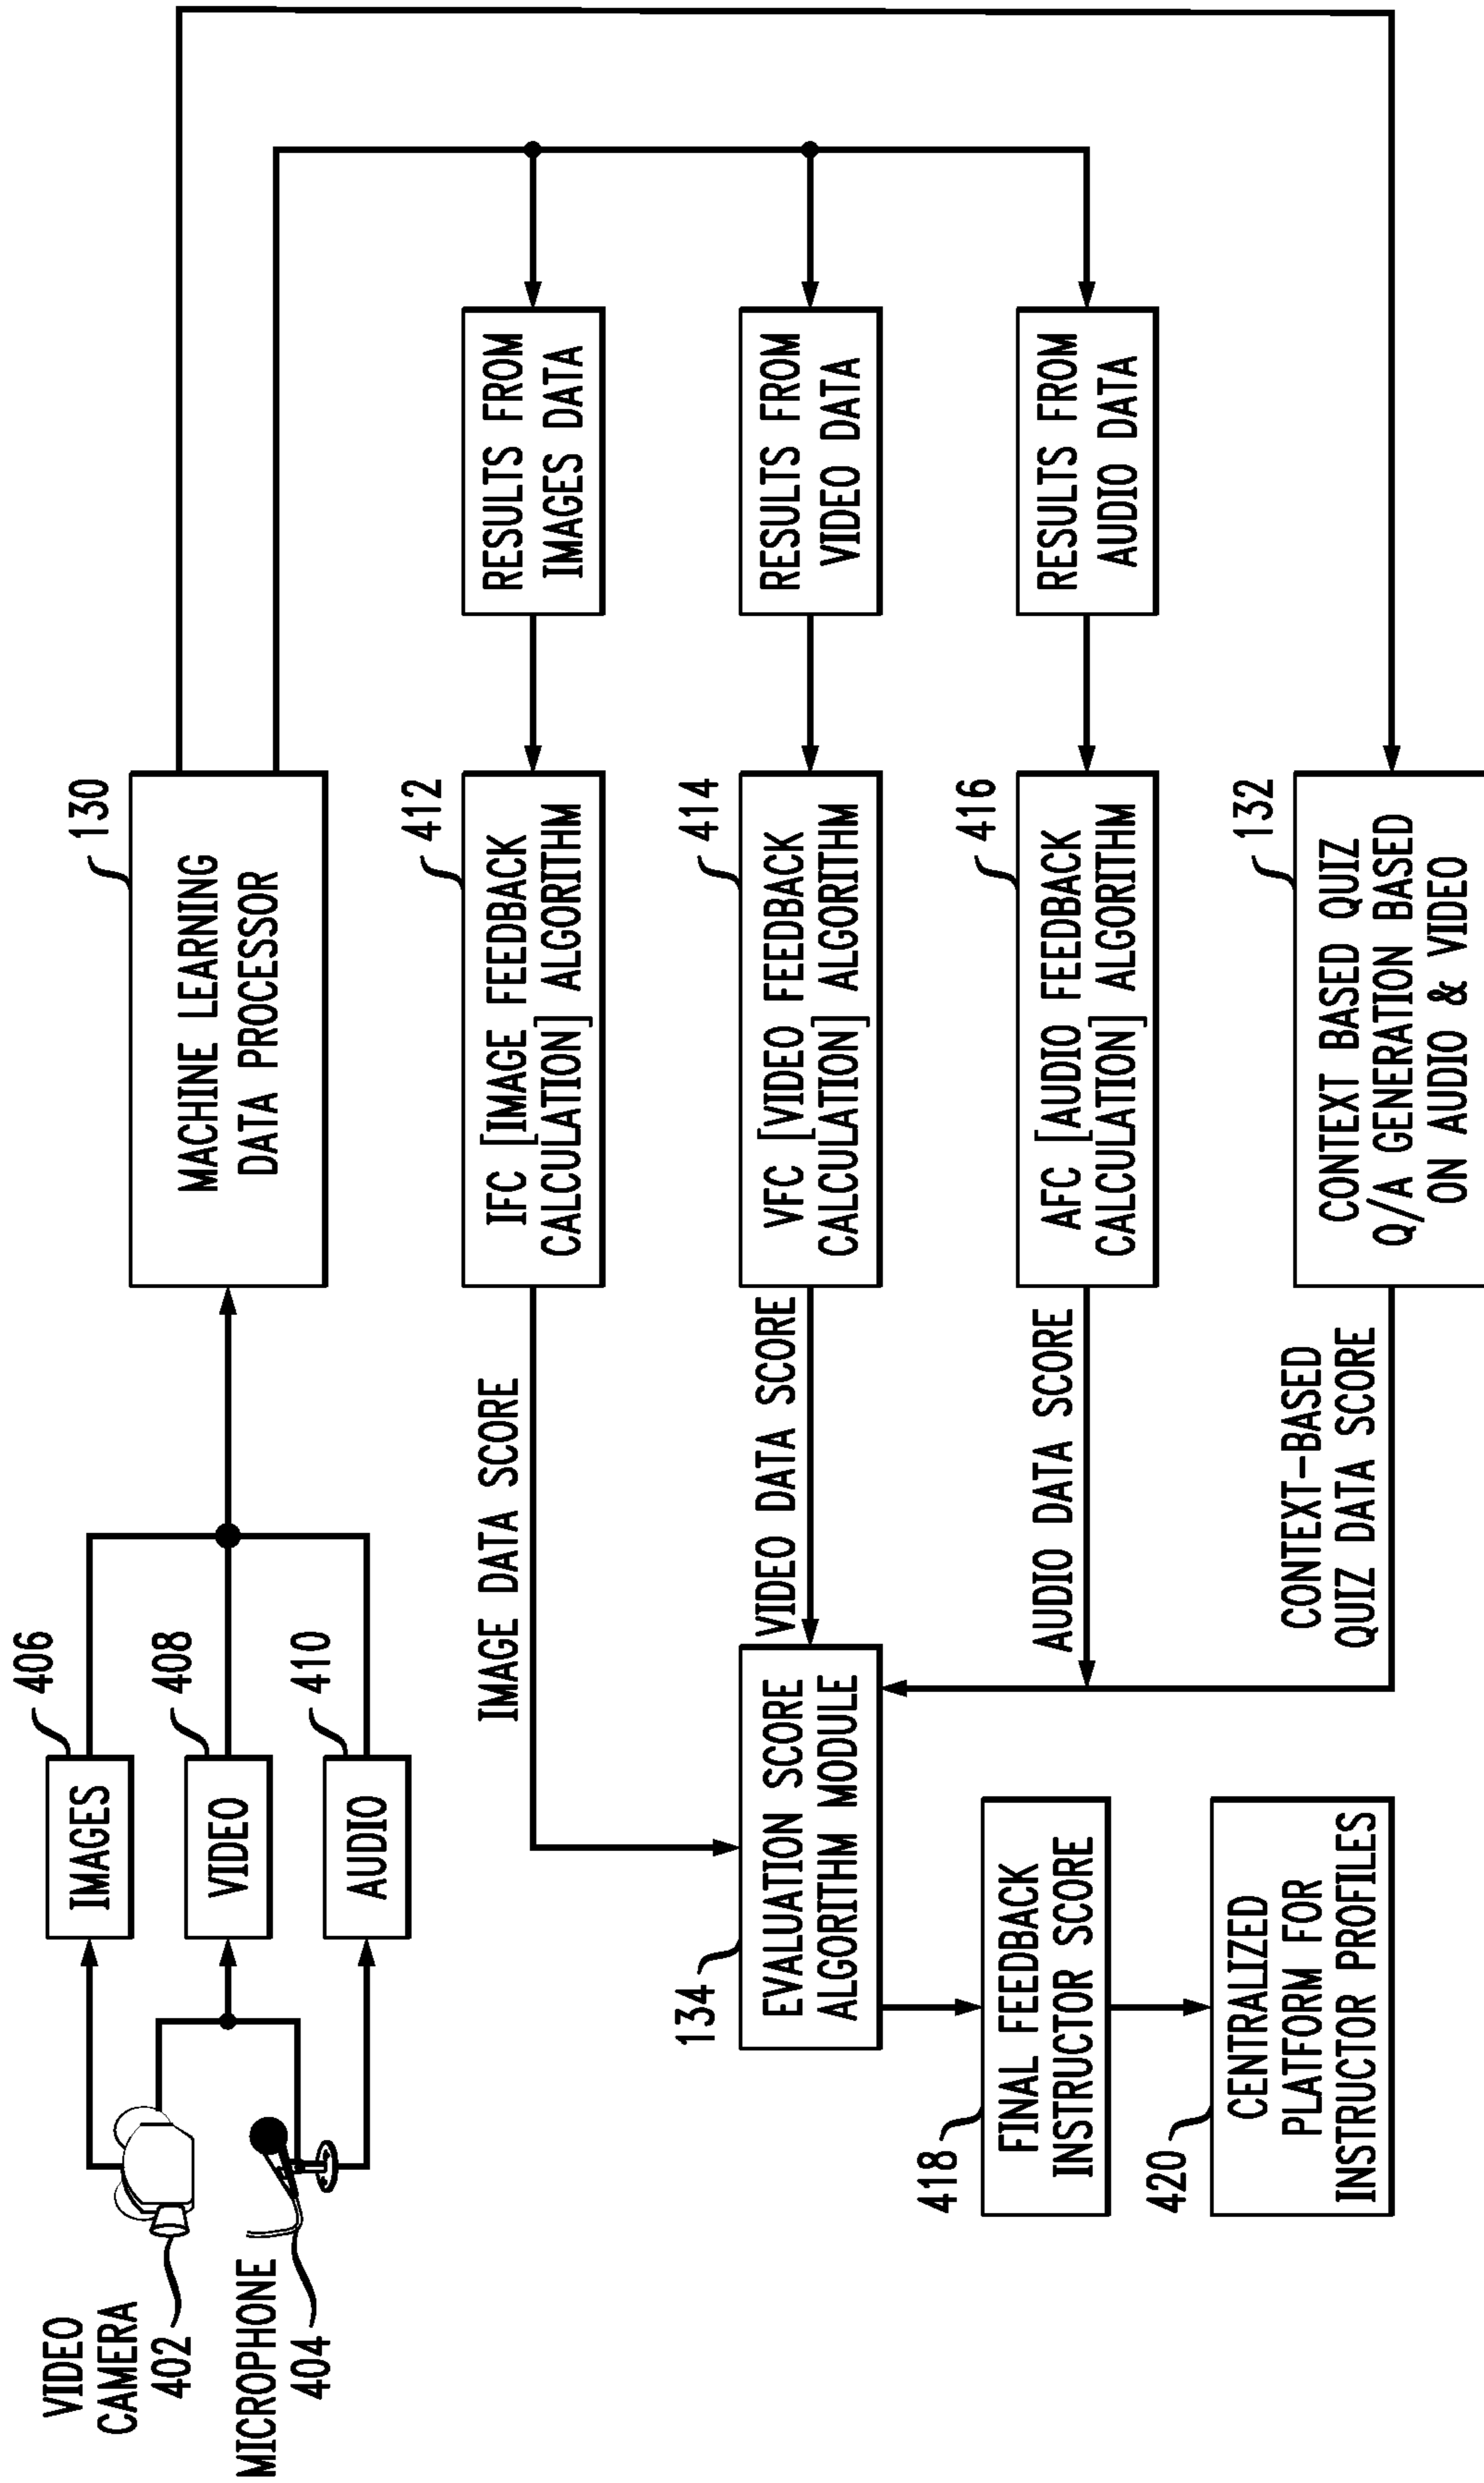 VIDEO
CAMERA
402
MICROPHONE
404
406
IMAGES
408
VIDEO
410
AUDIO
130
MACHINE LEARNING
DATA PROCESSOR
IMAGE DATA SCORE
412
IFC [IMAGE FEEDBACK
CALCULATION] ALGORITHM
RESULTS FROM
IMAGES DATA
134
EVALUATION SCORE
ALGORITHM MODULE
VIDEO DATA SCORE
414
VFC [VIDEO FEEDBACK
CALCULATION] ALGORITHM
RESULTS FROM
VIDEO DATA
418
FINAL FEEDBACK
INSTRUCTOR SCORE
AUDIO DATA SCORE
416
AFC [AUDIO FEEDBACK
CALCULATION] ALGORITHM
RESULTS FROM
AUDIO DATA
420
CENTRALIZED
PLATFORM FOR
INSTRUCTOR PROFILES
CONTEXT-BASED
QUIZ DATA SCORE
132
CONTEXT BASED QUIZ
Q/A GENERATION BASED
ON AUDIO & VIDEO